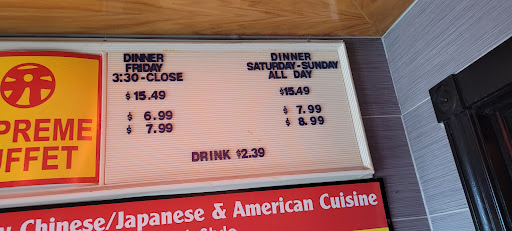 DINNER
FRIDAY
3:30-CLOSE
$15.49
$ 6.99
$ 7.99
DINNER
SATURDAY-SUNDAY
ALL DAY
$15.49
$ 7.99
$ 8.99
DRINK $2.39
PREME
FFET
Chinese/Japanese & American Cuisine